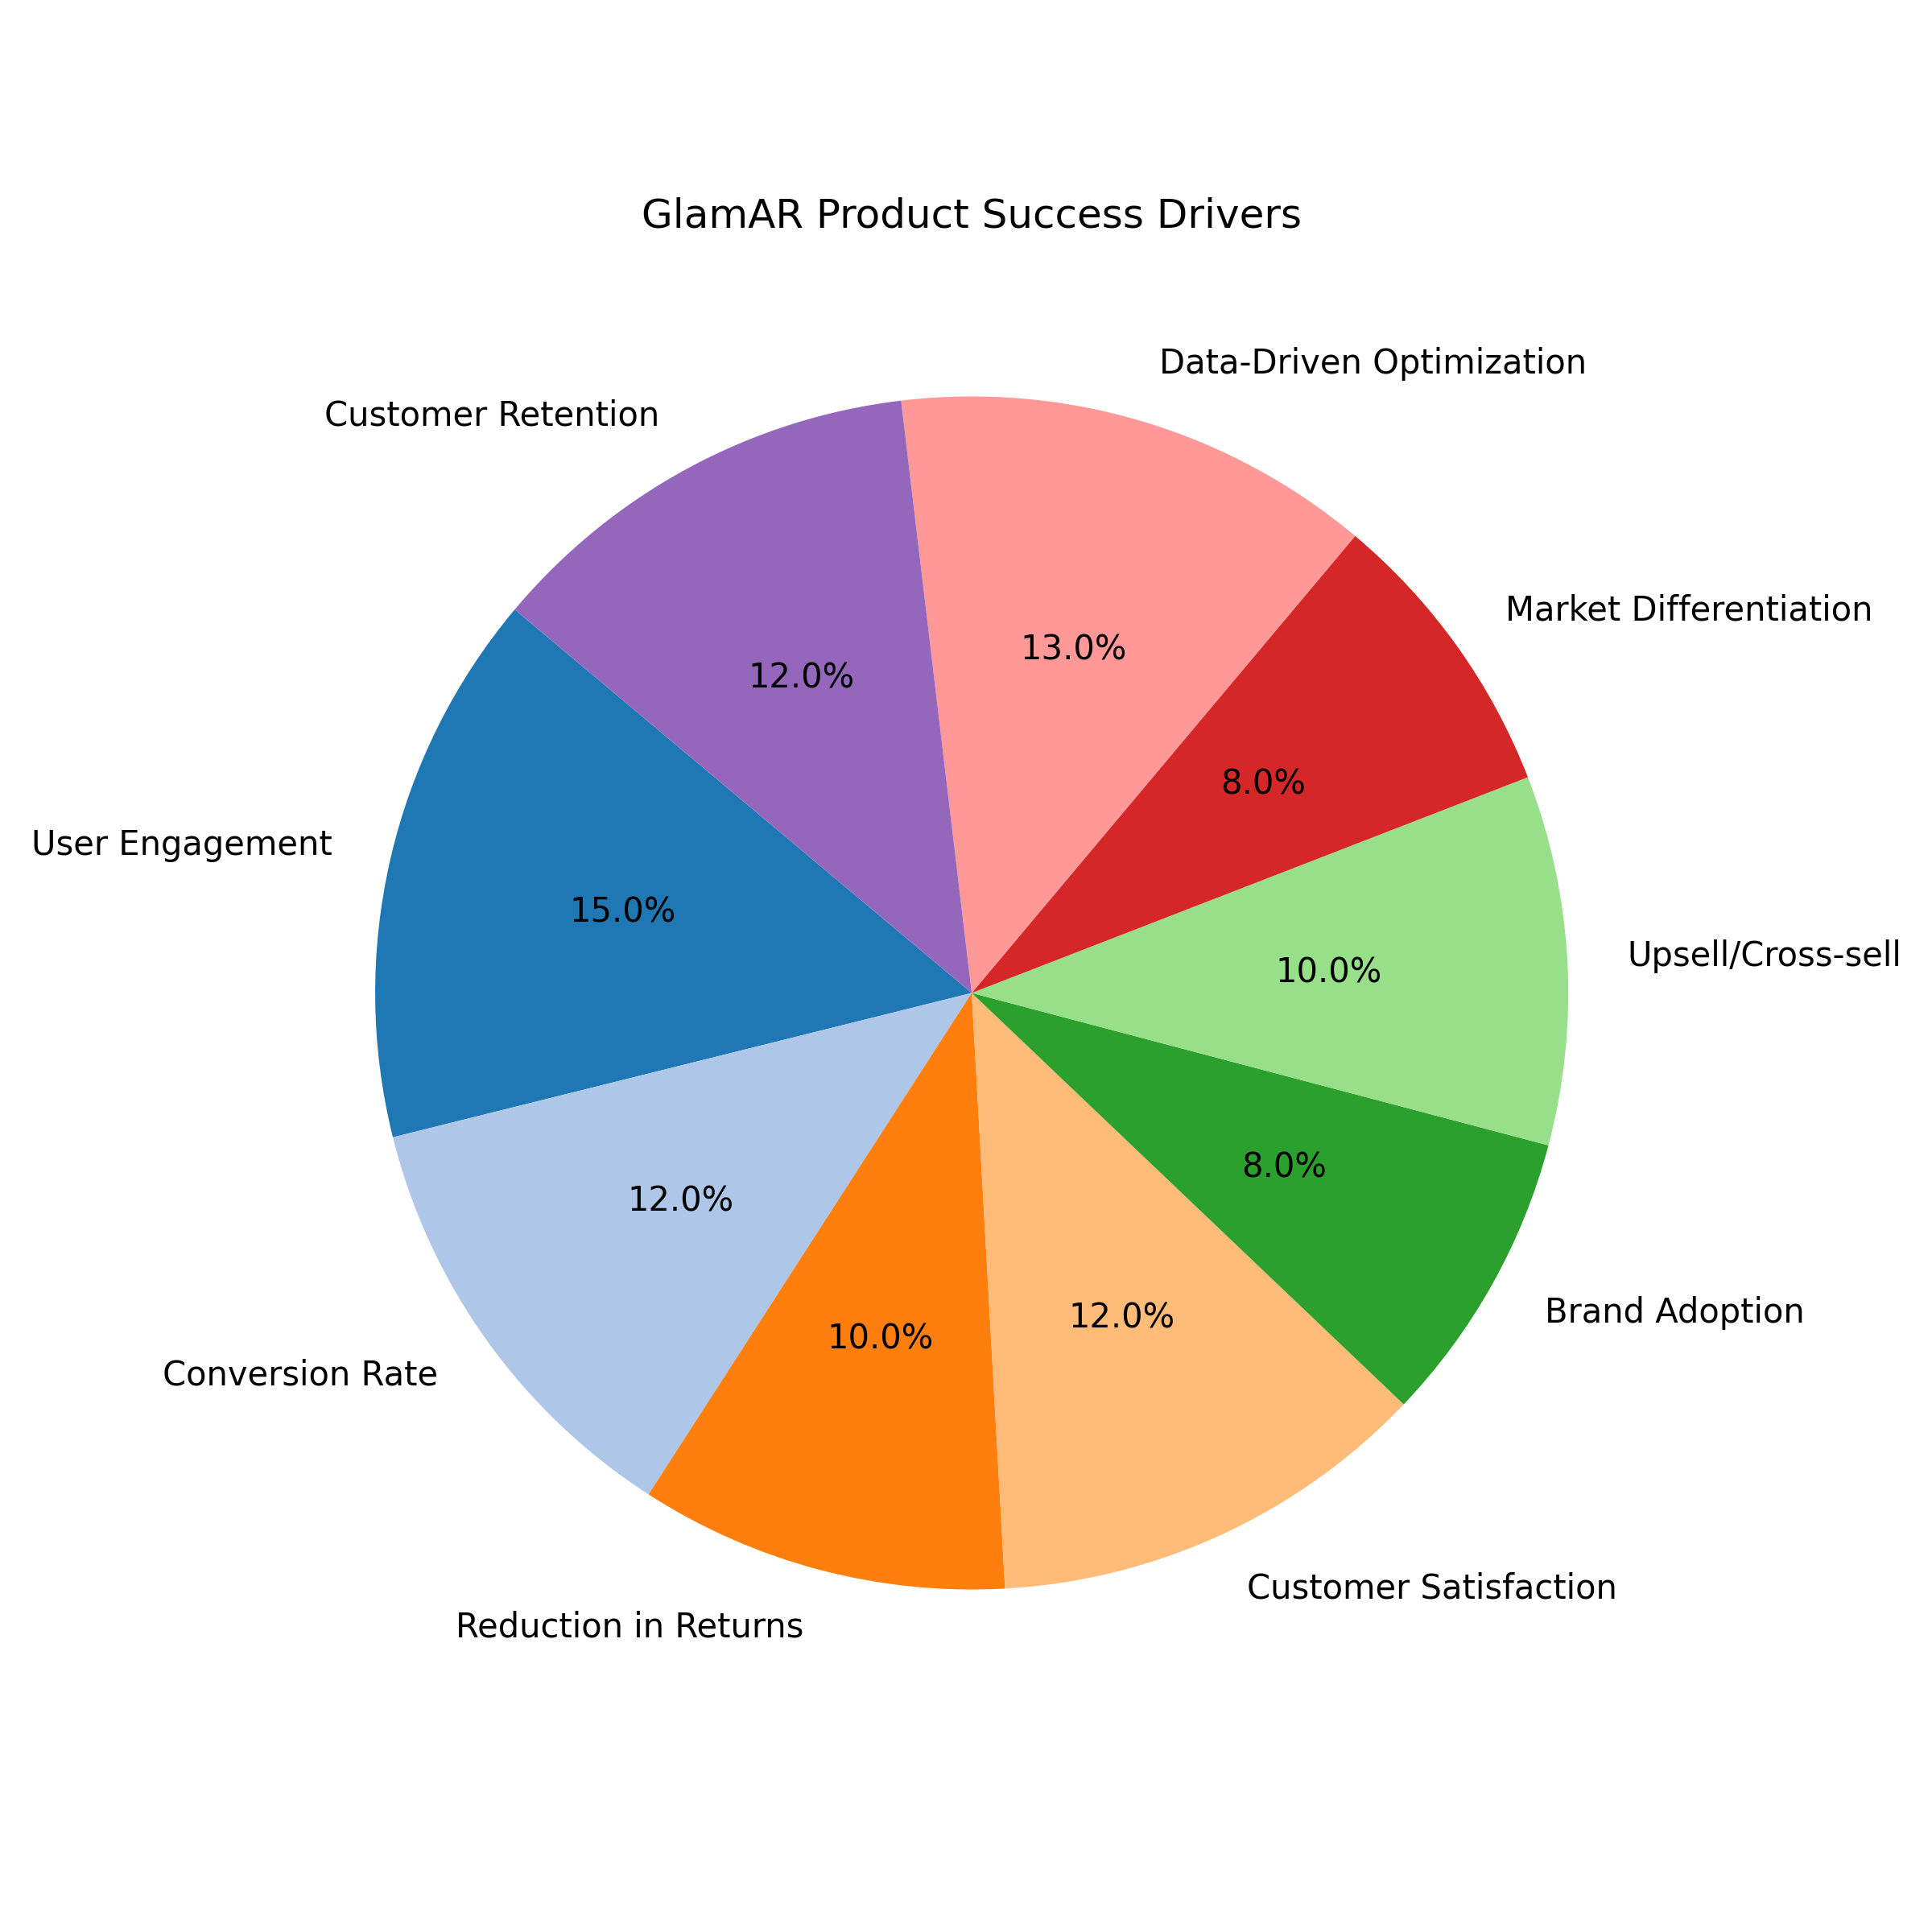 GlamAR Product Success Drivers
Data-Driven Optimization
Customer Retention
Market Differentiation
13.0%
12.0%
8.0%
User Engagement
15.0%
Upsell/Cross-sell
10.0%
8.0%
12.0%
Brand Adoption
12.0%
10.0%
Conversion Rate
Customer Satisfaction
Reduction in Returns